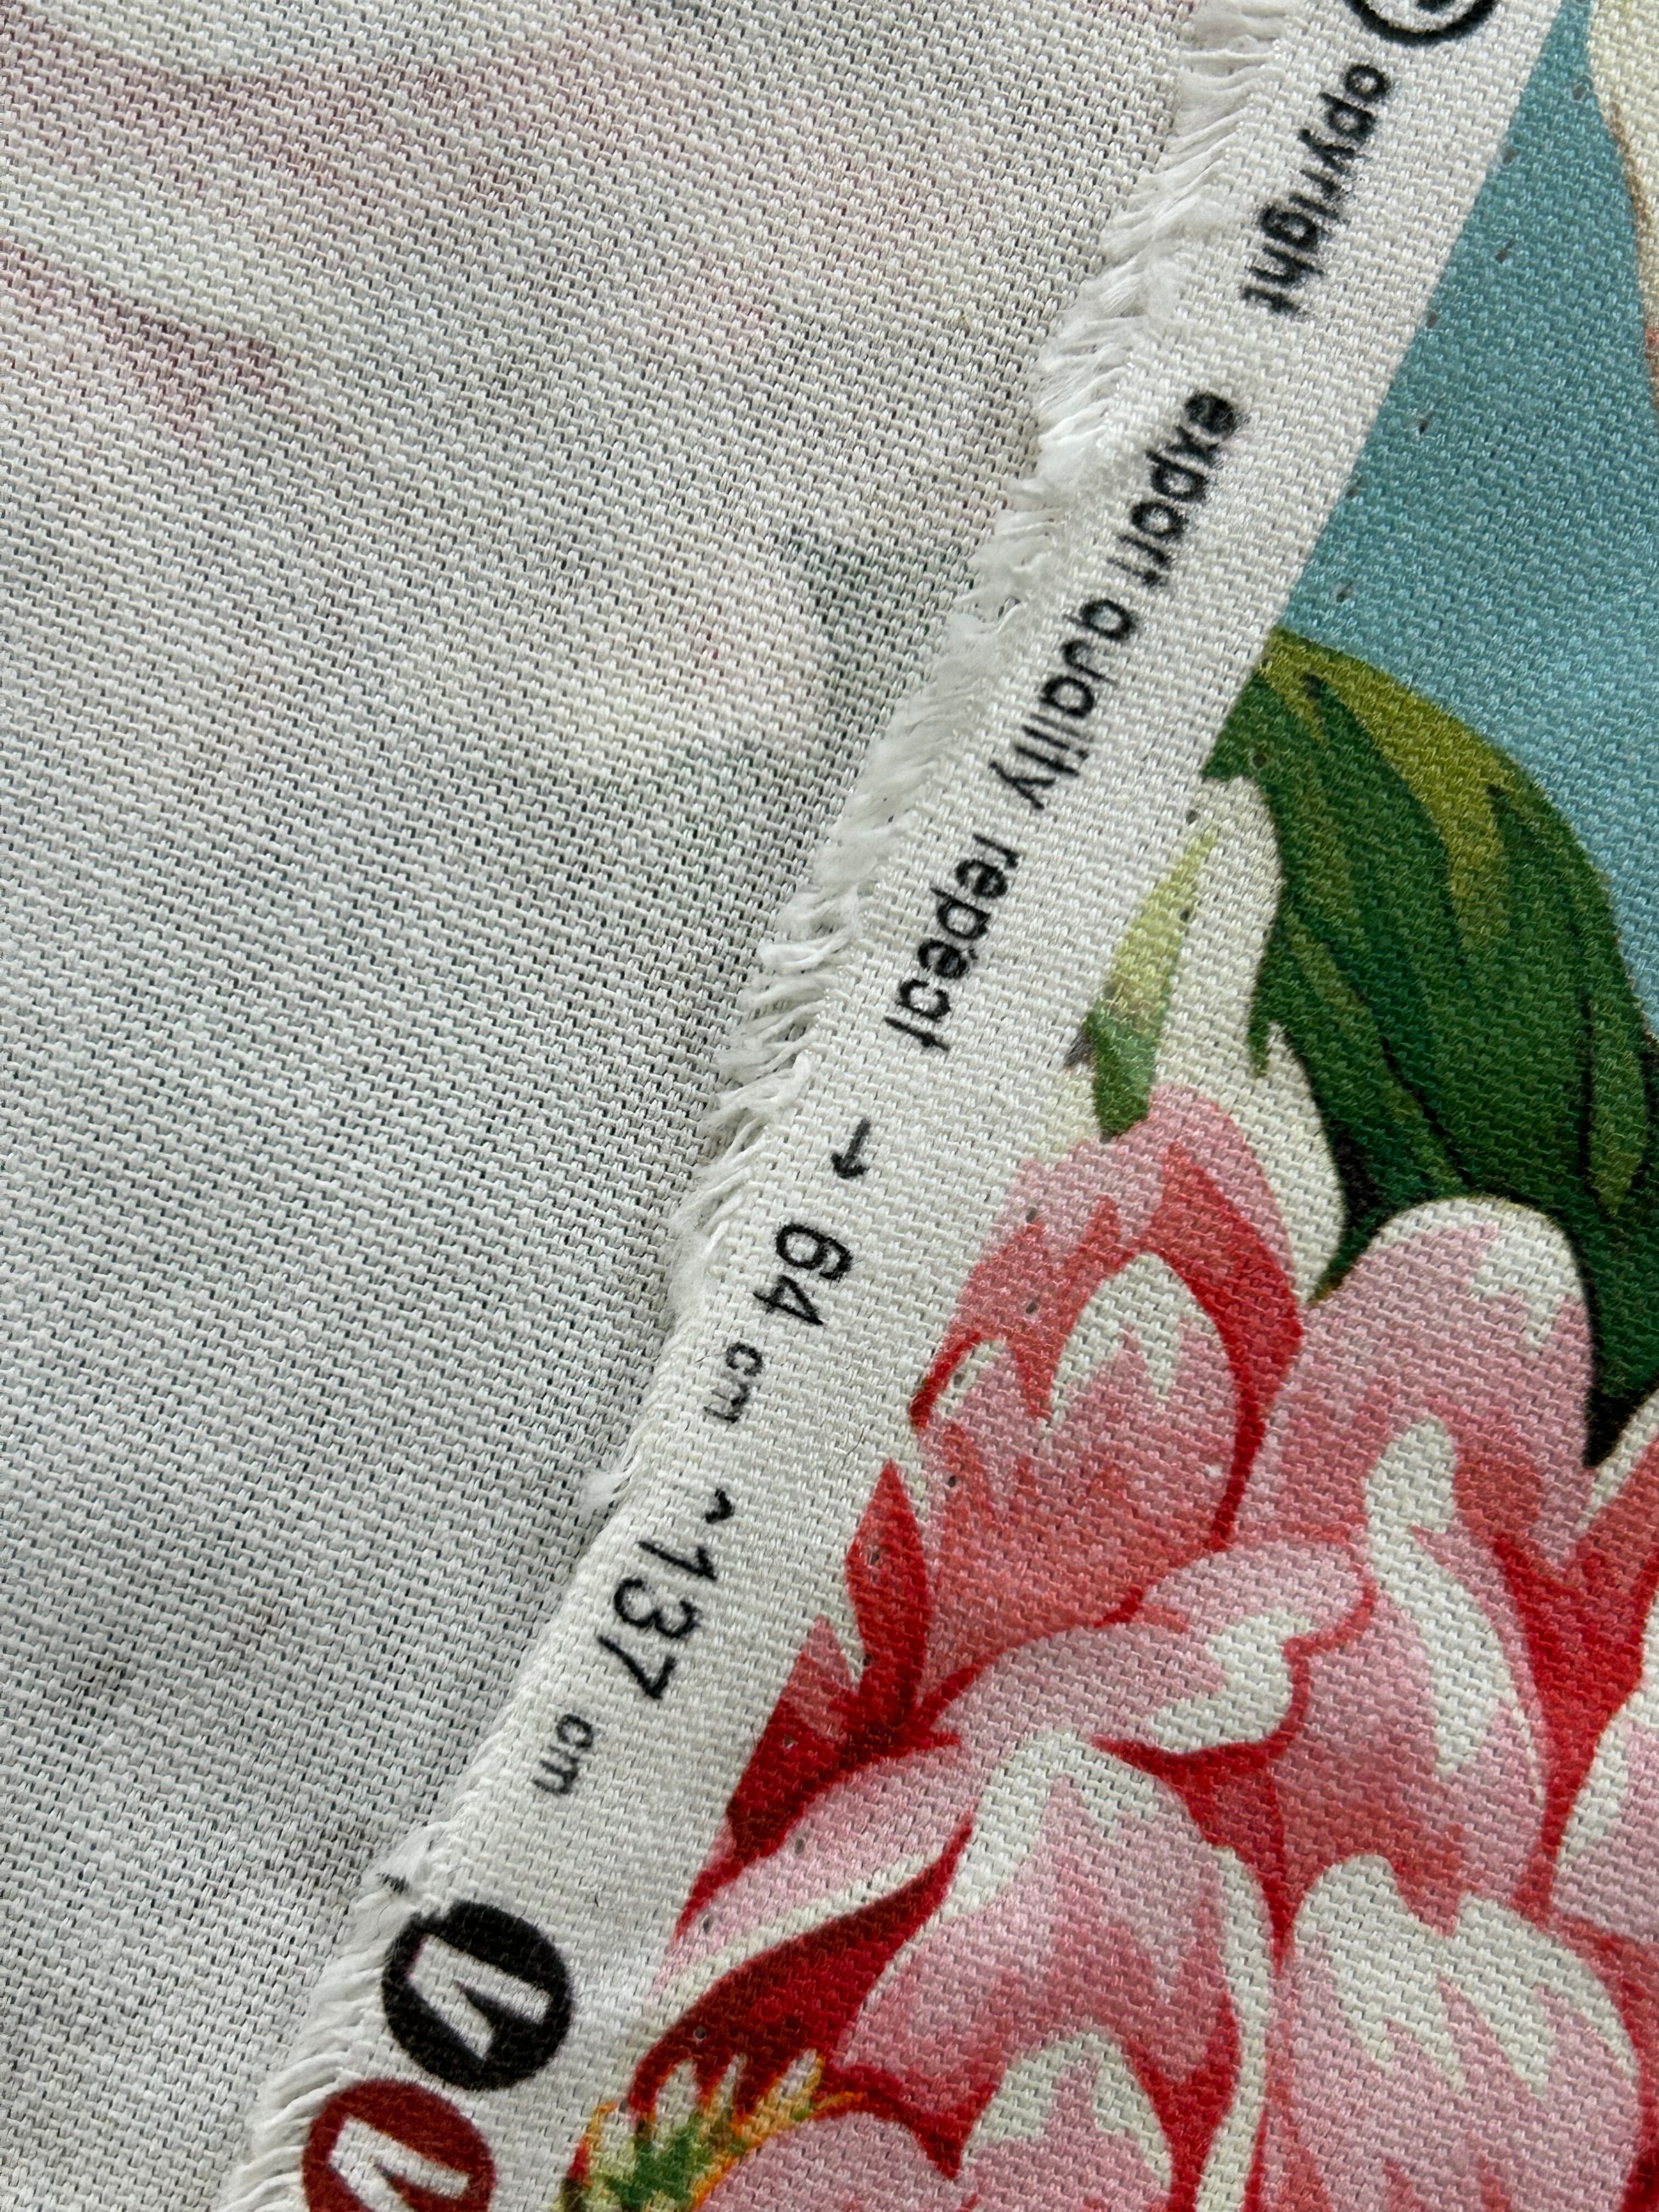 © opyright export quality repeat → 64 cm ^ 137 cm